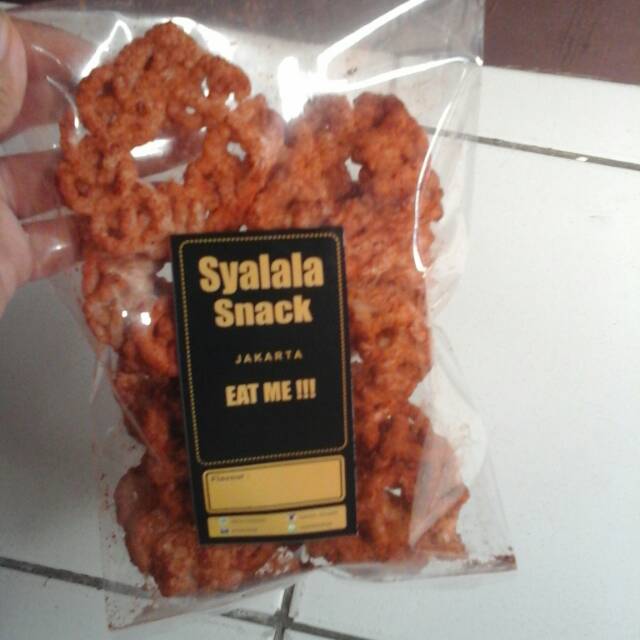 Syalala
Snack
JAKARTA
EAT ME !!!
Flavour :